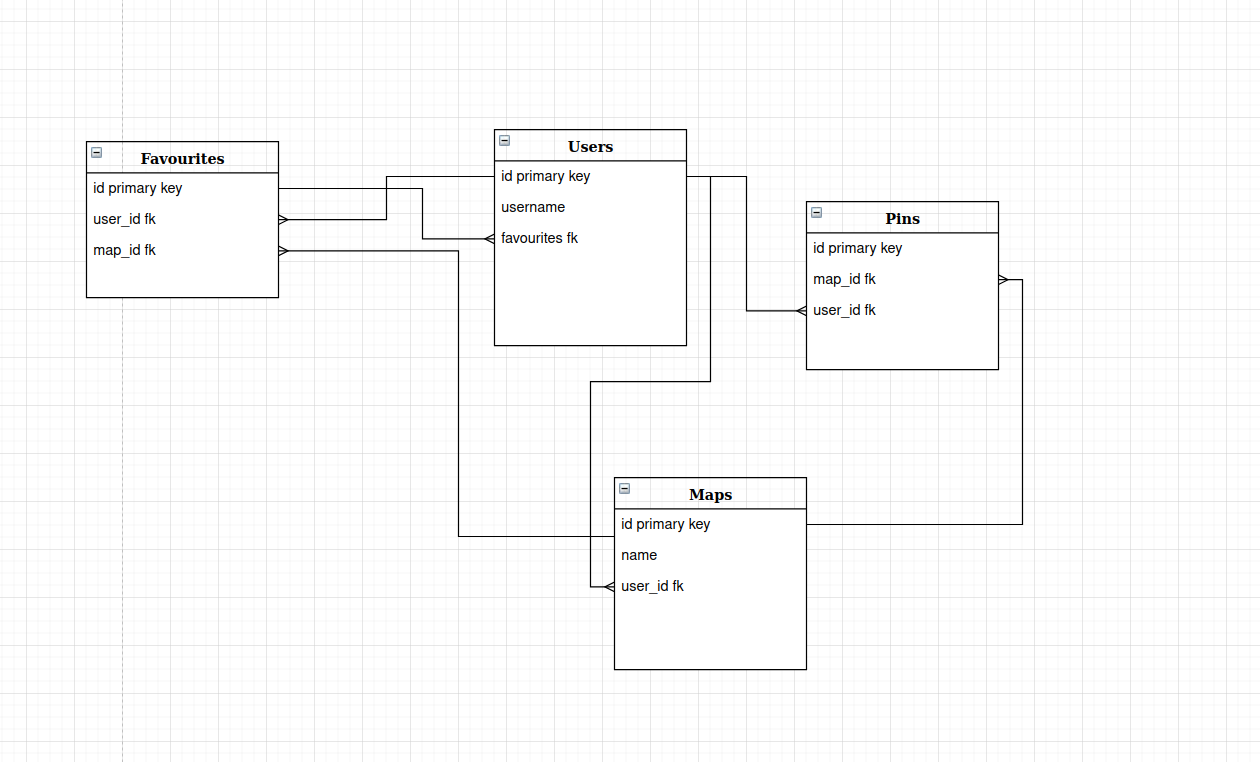 Favourites
id primary key
user_id fk
map_id fk
Users
id primary key
username
favourites fk
Pins
id primary key
map_id fk
user_id fk
Maps
id primary key
name
user_id fk